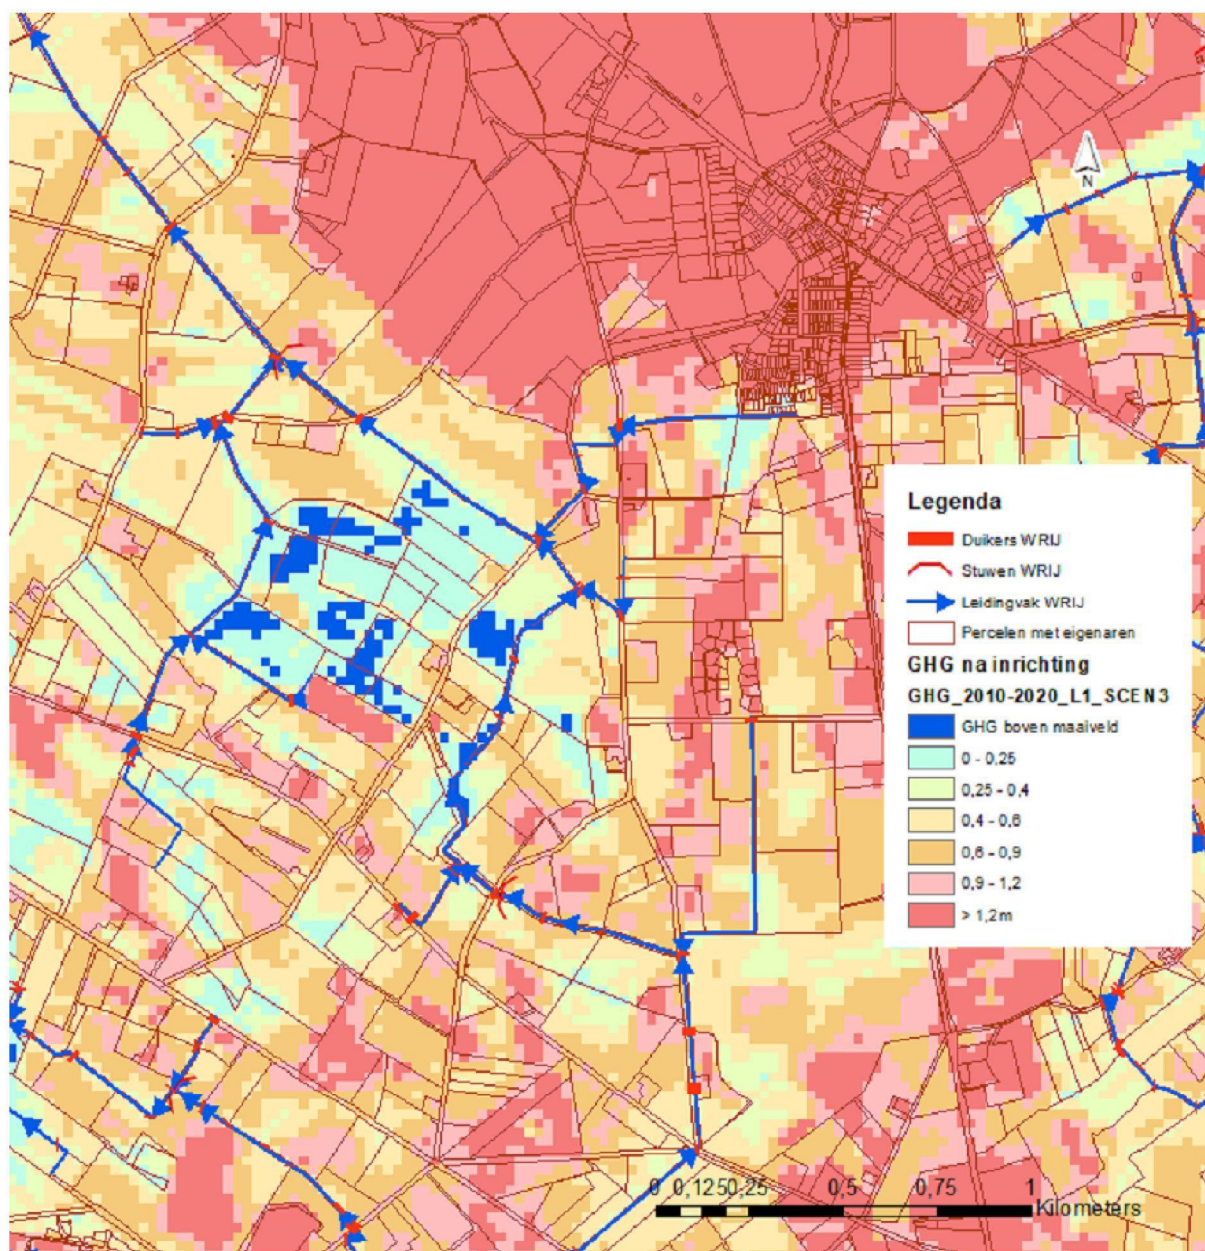 N
Legenda
Duikers WRIJ
Stuwen WRIJ
Leidingvak WRIJ
Percelen met eigenaren
GHG na inrichting
GHG_2010-2020_L1_SCEN3
GHG boven maaiveld
0 - 0,25
0,25 - 0,4
0,4 - 0,6
0,6 - 0,9
0,9 - 1,2
> 1,2m
0 0,1250,25 0,5 0,75 1
Kilometers